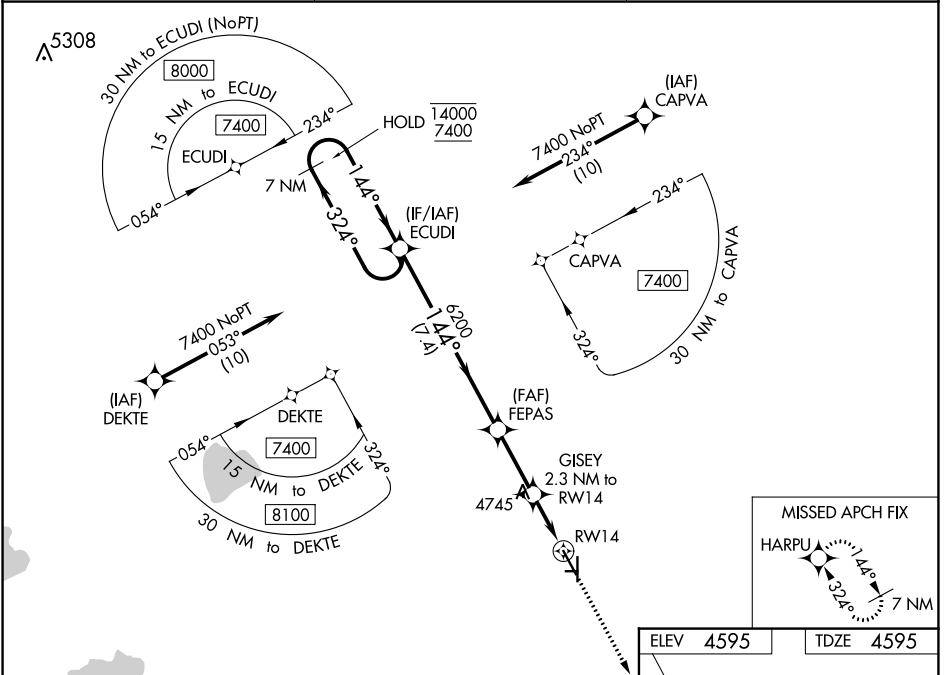 5308
30 NM to ECUDI (NoPT)
8000
15 NM to ECUDI
7400
234°
ECUDI
054°
HOLD 14000
7400
7 NM
144°
324°
(IF/IAF)
ECUDI
(IAF)
CAPVA
7400 NoPT
234°
(10)
234°
CAPVA
7400
324°
30 NM to CAPVA
6200
144°
(7.4)
7400 NoPT
053°
(10)
(IAF)
DEKTE
DEKTE
054°
7400
324°
15 NM to DEKTE
8100
30 NM to DEKTE
(FAF)
FEPAS
GISEY
2.3 NM to
RW14
4745
RW14
MISSED APCH FIX
HARPU
144°
324°
7 NM
ELEV 4595
TDZE 4595